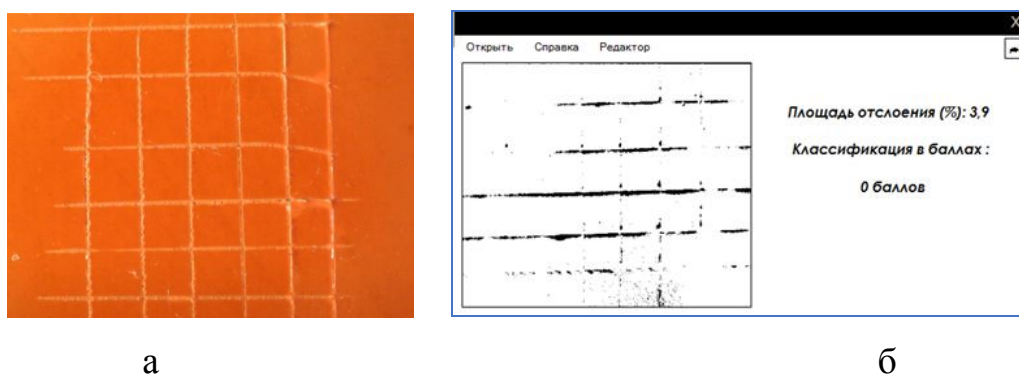 X
Открыть Справка Редактор
Площадь отслоения (%): 3,9
Классификация в баллах :
0 баллов
а б